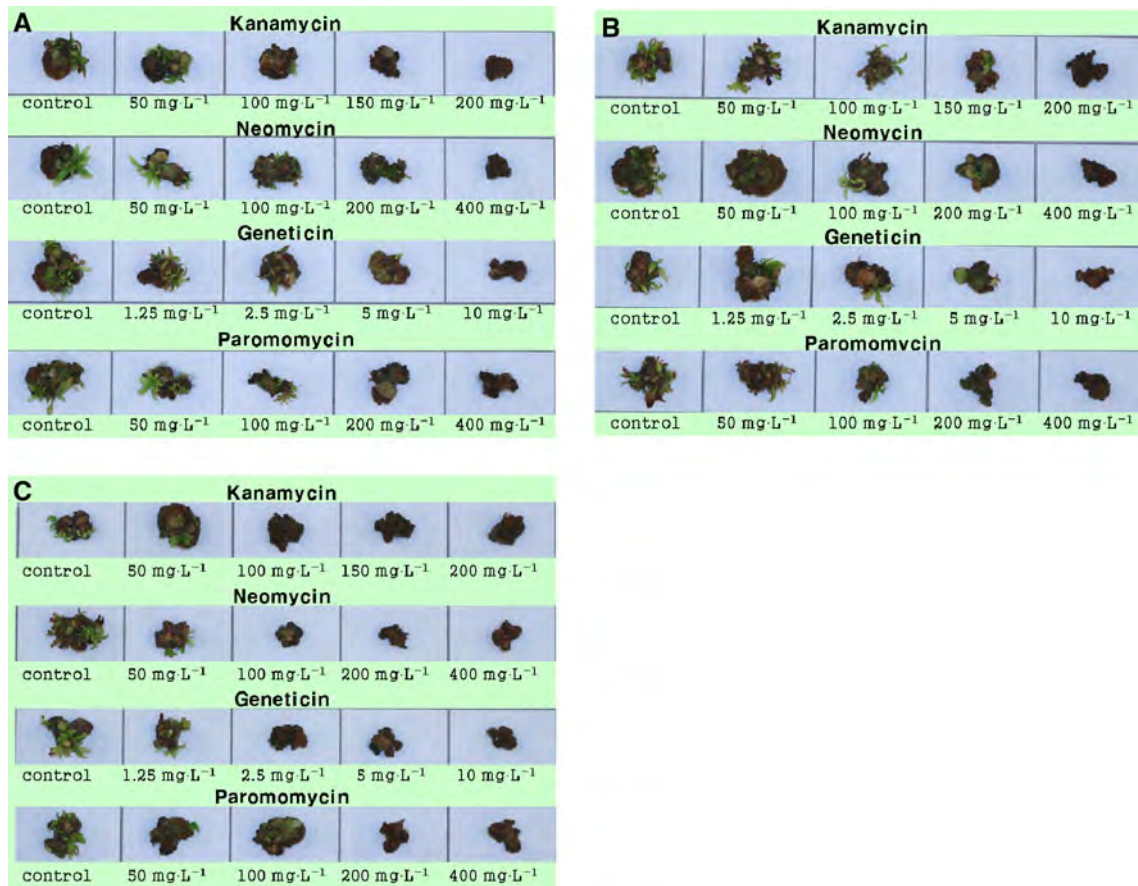 A
Kanamycin
control 50 mg·L⁻¹ 100 mg·L⁻¹ 150 mg·L⁻¹ 200 mg·L⁻¹
Neomycin
control 50 mg·L⁻¹ 100 mg·L⁻¹ 200 mg·L⁻¹ 400 mg·L⁻¹
Geneticin
control 1.25 mg·L⁻¹ 2.5 mg·L⁻¹ 5 mg·L⁻¹ 10 mg·L⁻¹
Paromomycin
control 50 mg·L⁻¹ 100 mg·L⁻¹ 200 mg·L⁻¹ 400 mg·L⁻¹
B
Kanamycin
control 50 mg·L⁻¹ 100 mg·L⁻¹ 150 mg·L⁻¹ 200 mg·L⁻¹
Neomycin
control 50 mg·L⁻¹ 100 mg·L⁻¹ 200 mg·L⁻¹ 400 mg·L⁻¹
Geneticin
control 1.25 mg·L⁻¹ 2.5 mg·L⁻¹ 5 mg·L⁻¹ 10 mg·L⁻¹
Paromomycin
control 50 mg·L⁻¹ 100 mg·L⁻¹ 200 mg·L⁻¹ 400 mg·L⁻¹
C
Kanamycin
control 50 mg·L⁻¹ 100 mg·L⁻¹ 150 mg·L⁻¹ 200 mg·L⁻¹
Neomycin
control 50 mg·L⁻¹ 100 mg·L⁻¹ 200 mg·L⁻¹ 400 mg·L⁻¹
Geneticin
control 1.25 mg·L⁻¹ 2.5 mg·L⁻¹ 5 mg·L⁻¹ 10 mg·L⁻¹
Paromomycin
control 50 mg·L⁻¹ 100 mg·L⁻¹ 200 mg·L⁻¹ 400 mg·L⁻¹